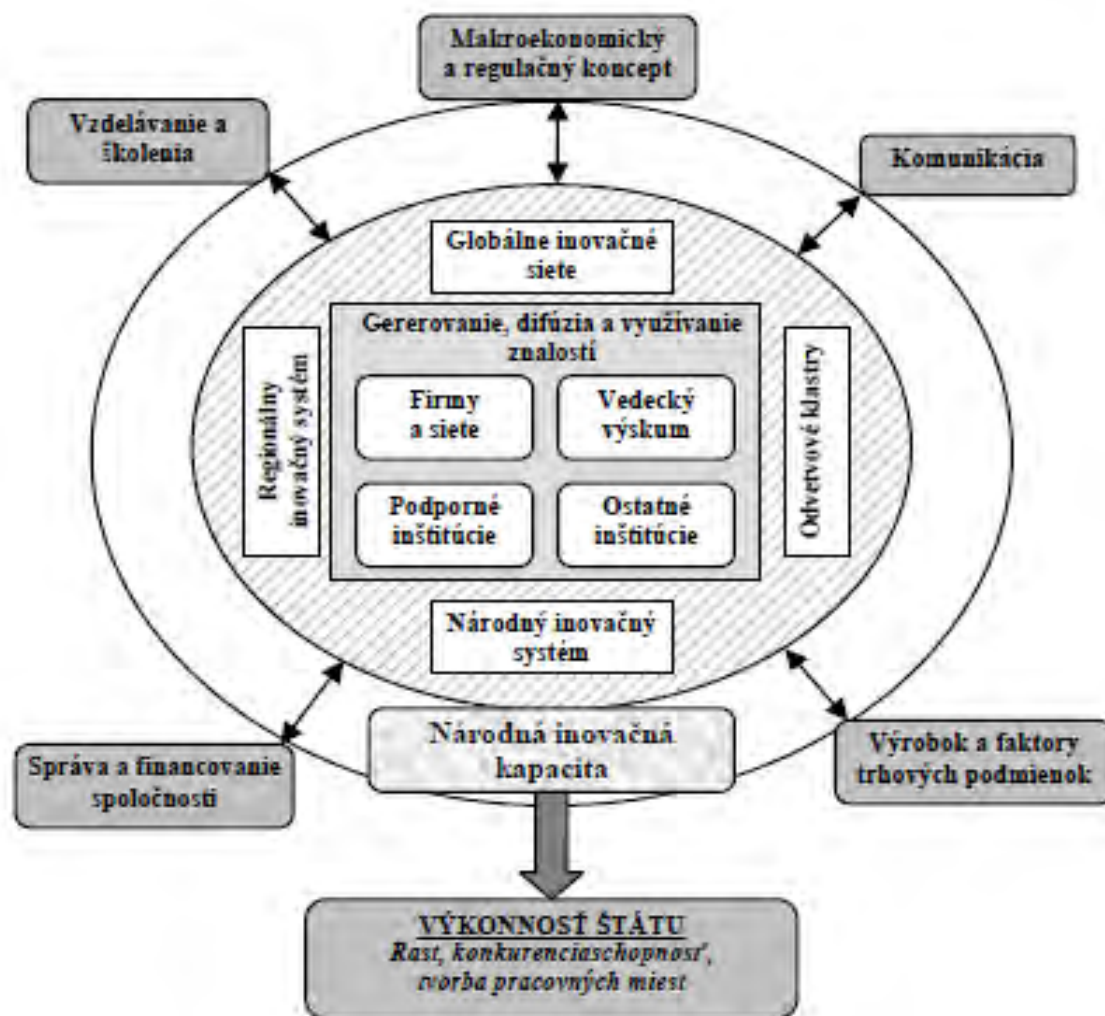 Makroekonomický
a regulačný koncept
Vzdelávanie a
školenia
Komunikácia
Globálne inovačné
siete
Gererovanie, difúzia a využívanie
znalostí
Regionálny
inovačný systém
Firmy
a siete
Vedecký
výskum
Odvetvové klastry
Podporné
inštitúcie
Ostatné
inštitúcie
Národný inovačný
systém
Národná inovačná
kapacita
Správa a financovanie
spoločnosti
Výrobok a faktory
trhových podmienok
VÝKONNOSŤ ŠTÁTU
Rast, konkurenciaschopnosť,
tvorba pracovných miest